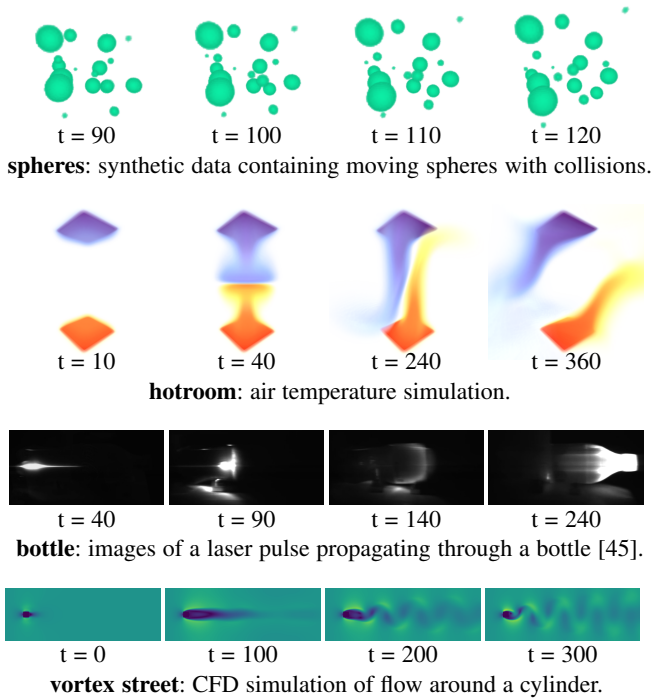 t = 90 t = 100 t = 110 t = 120
spheres: synthetic data containing moving spheres with collisions.
t = 10 t = 40 t = 240 t = 360
hotroom: air temperature simulation.
t = 40 t = 90 t = 140 t = 240
bottle: images of a laser pulse propagating through a bottle [45].
t = 0 t = 100 t = 200 t = 300
vortex street: CFD simulation of flow around a cylinder.